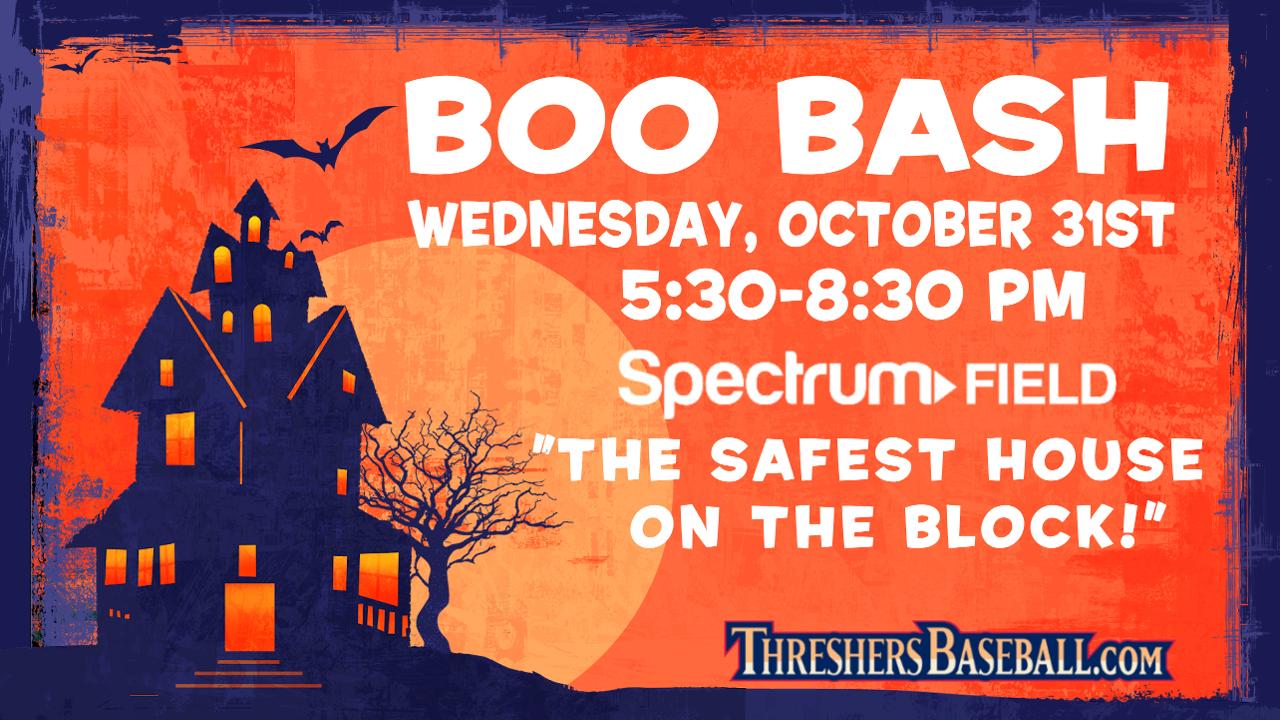 BOO BASH
WEDNESDAY, OCTOBER 31ST
5:30-8:30 PM
Spectrum FIELD
"THE SAFEST HOUSE
ON THE BLOCK!"
THRESHERSBASEBALL.COM